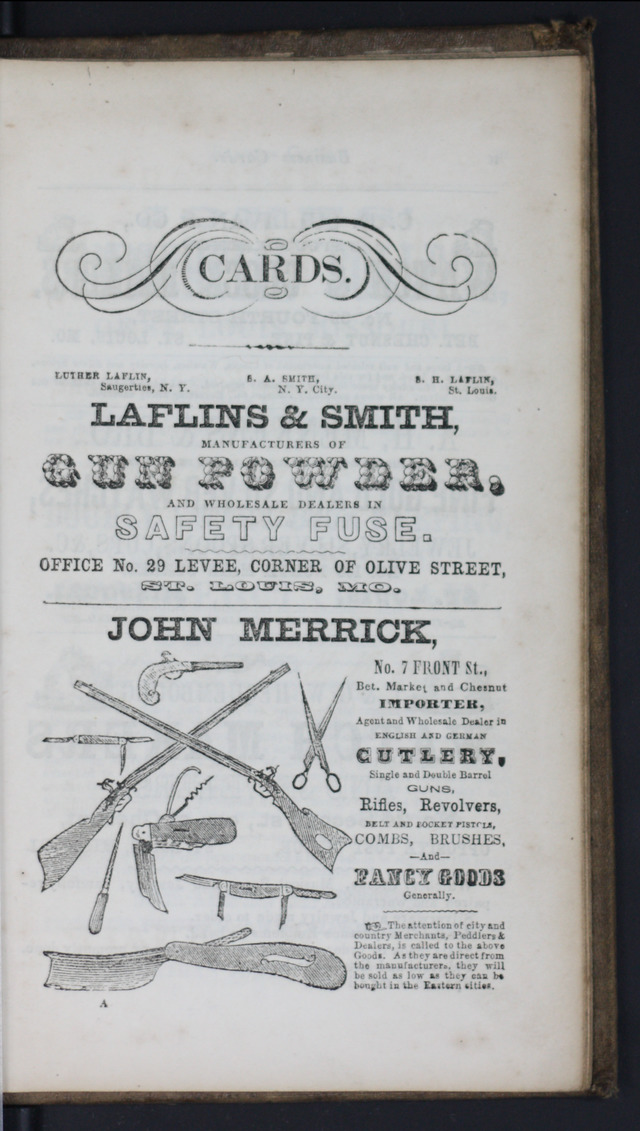 CARDS.
LUTHER LAFLIN, S. A. SMITH, S. H. LAFLIN,
Saugerties, N. Y. N. Y. City. St. Louis.
LAFLINS & SMITH,
MANUFACTURERS OF
GUN POWDER,
AND WHOLESALE DEALERS IN
SAFETY FUSE.
OFFICE No. 29 LEVEE, CORNER OF OLIVE STREET,
ST. LOUIS, MO.
JOHN MERRICK,
No. 7 FRONT St.,
Bet. Market and Chesnut
IMPORTER,
Agent and Wholesale Dealer in
ENGLISH AND GERMAN
CUTLERY,
Single and Double Barrel
GUNS,
Rifles, Revolvers,
BELT AND POCKET PISTOLS,
COMBS, BRUSHES,
—And—
FANCY GOODS
Generally.
☞ The attention of city and
country Merchants, Peddlers &
Dealers, is called to the above
Goods. As they are direct from
the manufacturers, they will
be sold as low as they can be
bought in the Eastern cities.
A